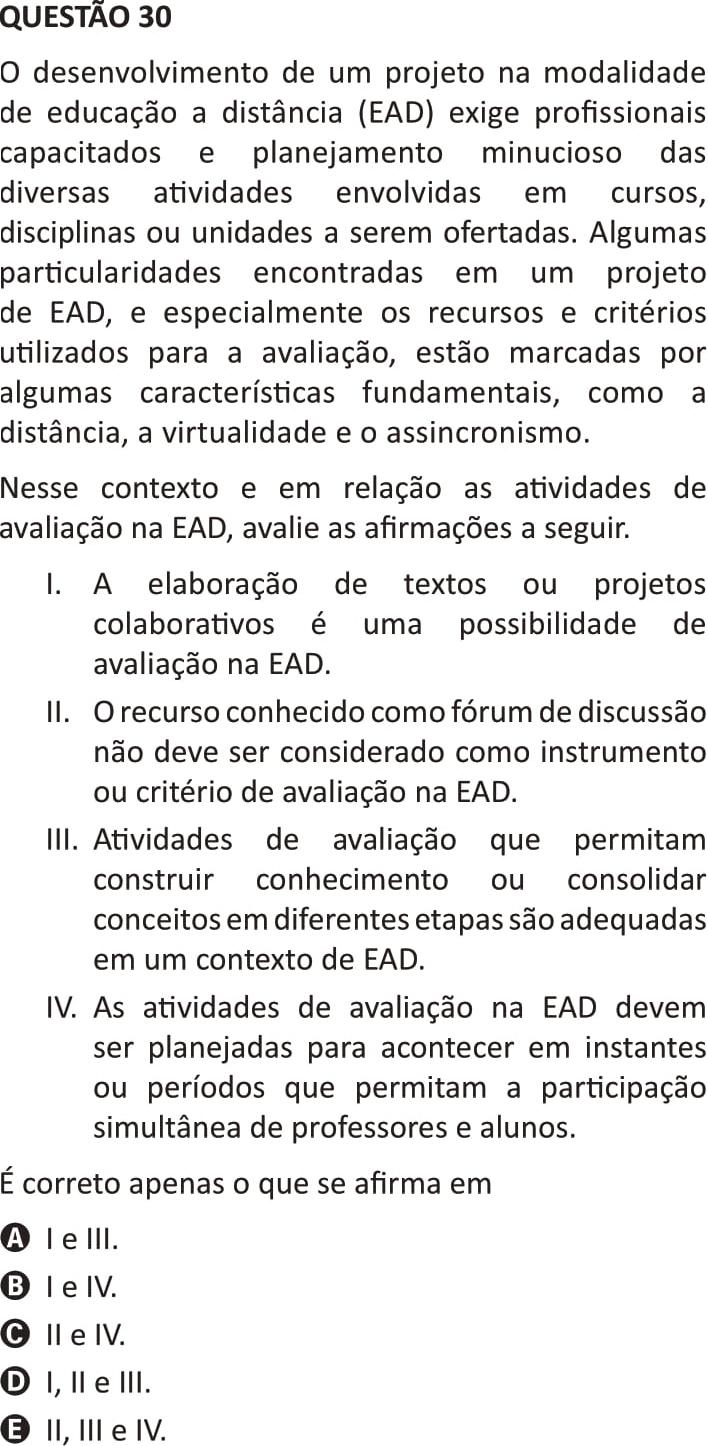 QUESTÃO 30
O desenvolvimento de um projeto na modalidade
de educação a distância (EAD) exige profissionais
capacitados e planejamento minucioso das
diversas atividades envolvidas em cursos,
disciplinas ou unidades a serem ofertadas. Algumas
particularidades encontradas em um projeto
de EAD, e especialmente os recursos e critérios
utilizados para a avaliação, estão marcadas por
algumas características fundamentais, como a
distância, a virtualidade e o assincronismo.
Nesse contexto e em relação as atividades de
avaliação na EAD, avalie as afirmações a seguir.
I. A elaboração de textos ou projetos
colaborativos é uma possibilidade de
avaliação na EAD.
II. O recurso conhecido como fórum de discussão
não deve ser considerado como instrumento
ou critério de avaliação na EAD.
III. Atividades de avaliação que permitam
construir conhecimento ou consolidar
conceitos em diferentes etapas são adequadas
em um contexto de EAD.
IV. As atividades de avaliação na EAD devem
ser planejadas para acontecer em instantes
ou períodos que permitam a participação
simultânea de professores e alunos.
É correto apenas o que se afirma em
A I e III.
B I e IV.
C II e IV.
D I, II e III.
E II, III e IV.